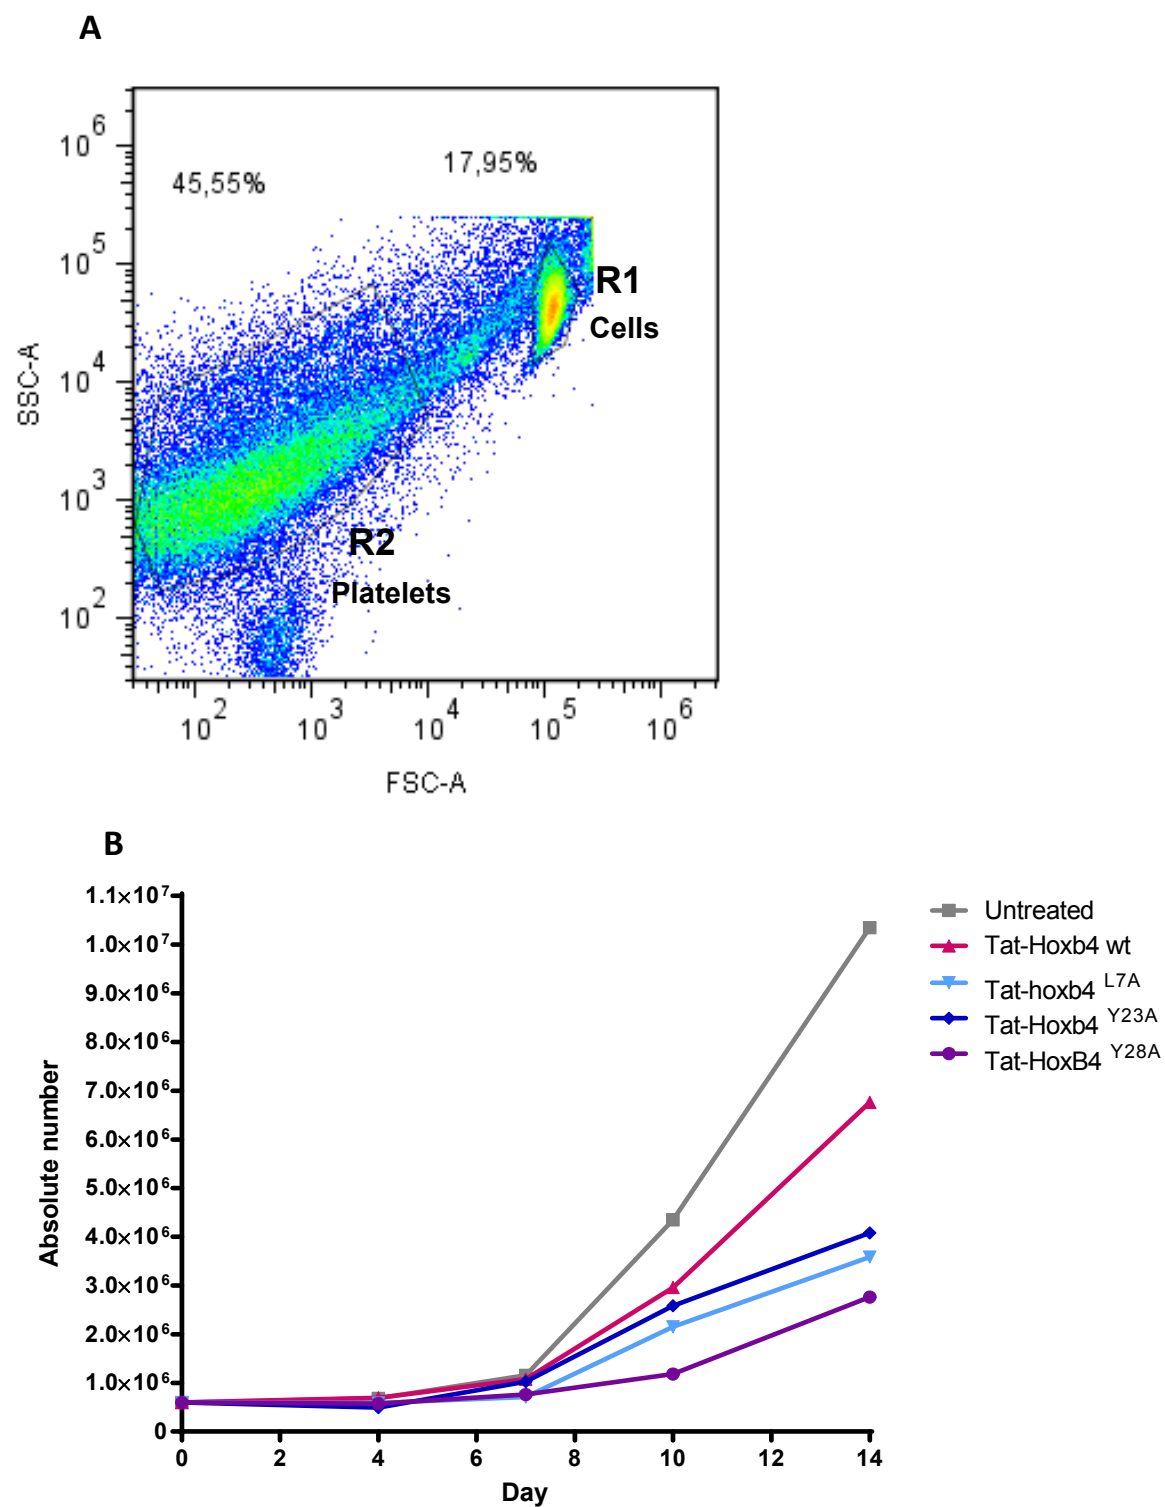 A
45,55%
17,95%
10^6
10^5
10^4
10^3
10^2
SSC-A
R1
Cells
R2
Platelets
10^2 10^3 10^4 10^5 10^6
FSC-A
B
1.1×10^7
1.0×10^7
9.0×10^6
8.0×10^6
7.0×10^6
6.0×10^6
5.0×10^6
4.0×10^6
3.0×10^6
2.0×10^6
1.0×10^6
0
Absolute number
0 2 4 6 8 10 12 14
Day
Untreated
Tat-Hoxb4 wt
Tat-hoxb4 L7A
Tat-Hoxb4 Y23A
Tat-HoxB4 Y28A